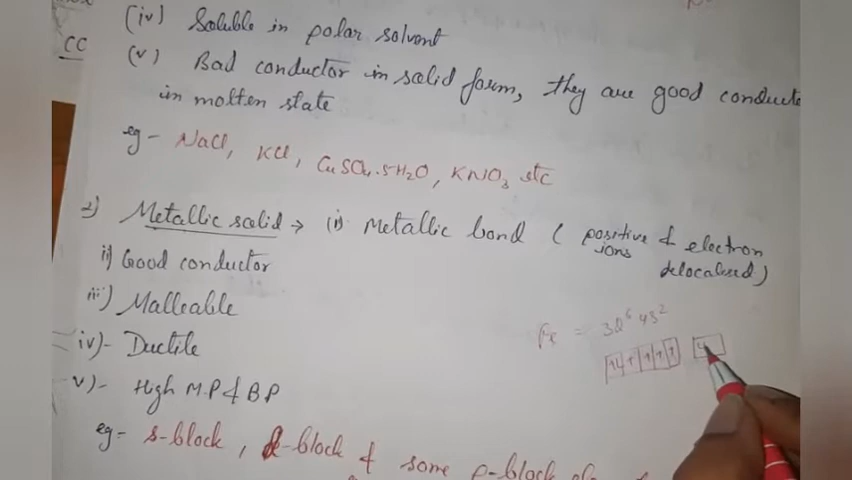 (iv) Soluble in polar solvent
CC
(v) Bad conductor in solid form, they are good conducto
in molten state
eg - NaCl, KCl, CuSO4.5H2O, KNO3 etc
2) Metallic solid → (i) Metallic bond ( positive & electron
ions delocalised)
ii) Good conductor
iii) Malleable
Fe = 3d6 4s2
iv)- Ductile
v)- High M.P & BP
eg- s-block, d-block & some p-block